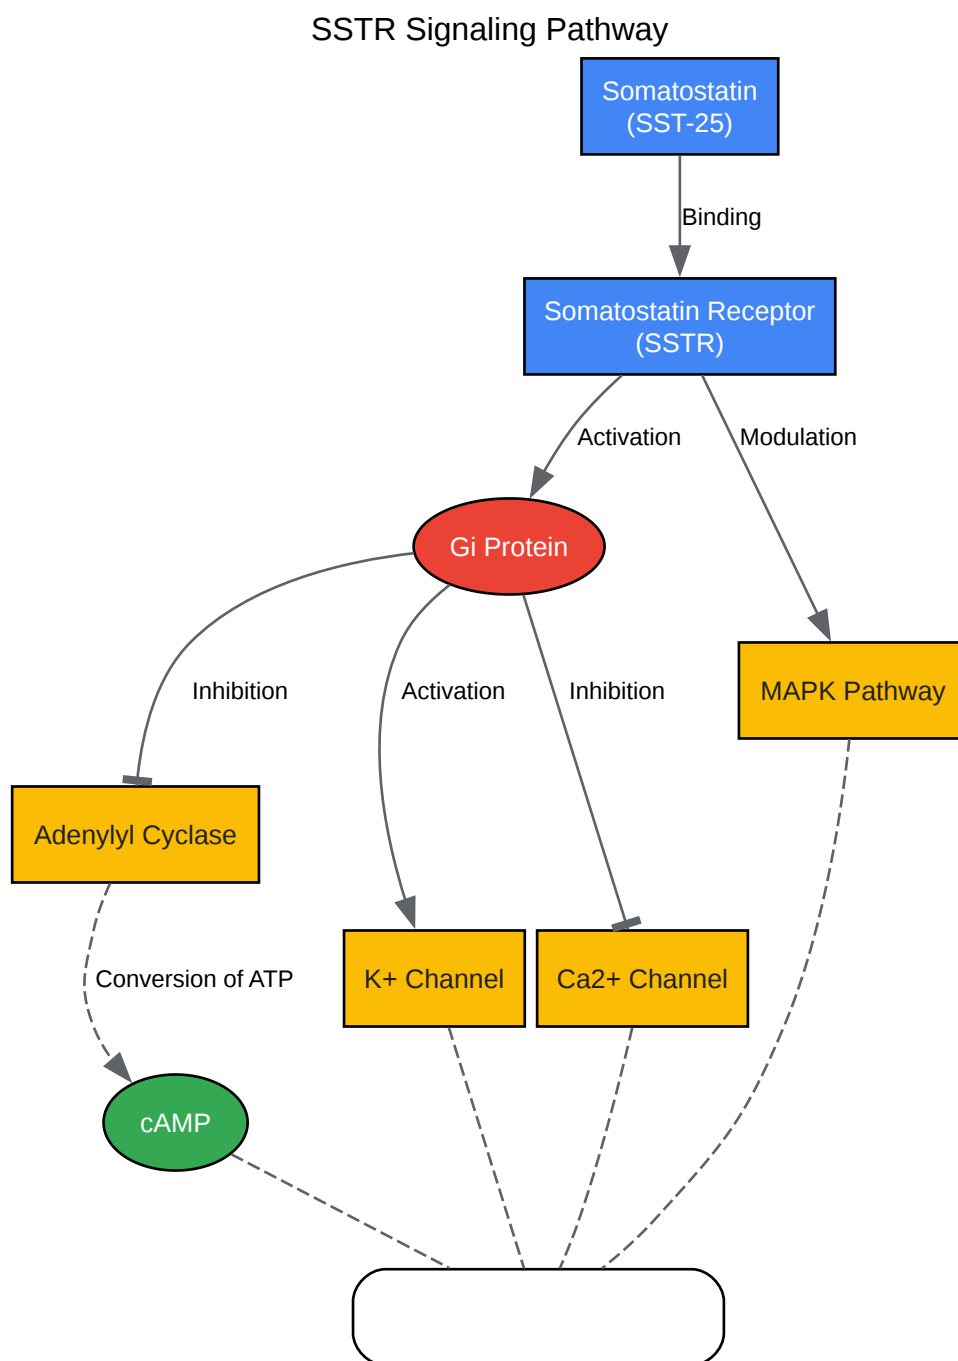 SSTR Signaling Pathway
Somatostatin
(SST-25)
Binding
Somatostatin Receptor
(SSTR)
Activation
Modulation
Gi Protein
Inhibition
Activation
Inhibition
MAPK Pathway
Adenylyl Cyclase
Conversion of ATP
K+ Channel
Ca2+ Channel
cAMP